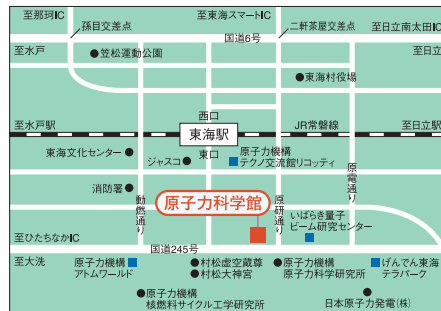 至那珂IC
至東海スマートIC
孫目交差点
二軒茶屋交差点
至日立南太田IC
至水戸
国道6号
至日立
笠松運動公園
東海村役場
西口
至水戸駅
東海駅
JR常磐線
至日立駅
東口
東海文化センター
ジャスコ
原子力機構
テクノ交流館リコッティ
消防署
動燃通り
原子力科学館
原研通り
原電通り
いばらき量子
ビーム研究センター
至ひたちなかIC
国道245号
至大洗
原子力機構
アトムワールド
村松虚空蔵尊
村松大神宮
原子力機構
原子力科学研究所
げんでん東海
テラパーク
原子力機構
核燃料サイクル工学研究所
日本原子力発電(株)